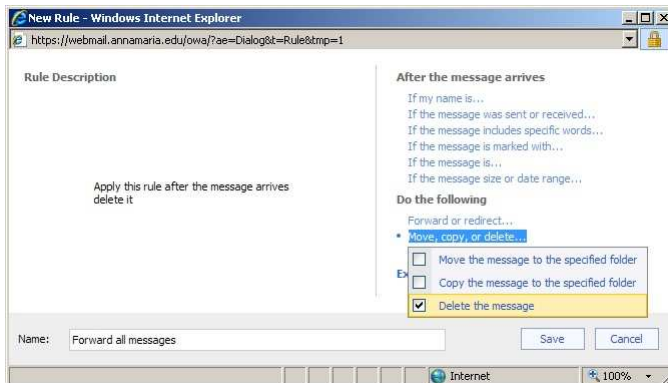 New Rule - Windows Internet Explorer
https://webmail.annamaria.edu/owa/?ae=Dialog&t=Rule&tmp=1
Rule Description
Apply this rule after the message arrives
delete it
After the message arrives
If my name is...
If the message was sent or received...
If the message includes specific words...
If the message is marked with...
If the message is...
If the message size or date range...
Do the following
Forward or redirect...
Move, copy, or delete...
Move the message to the specified folder
Copy the message to the specified folder
Delete the message
Name: Forward all messages
Save Cancel
Internet 100%